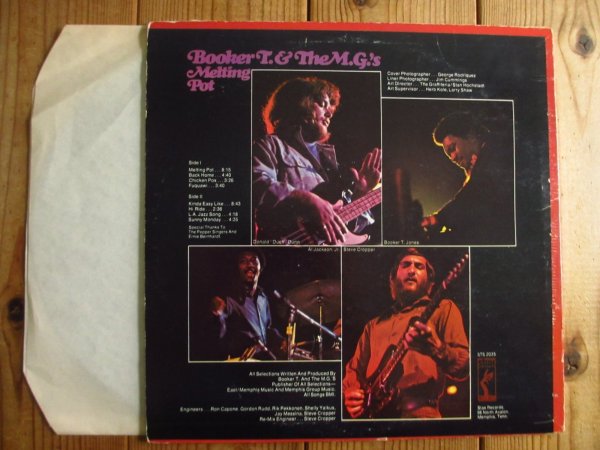 Booker T. & The M.G.'s
Melting
Pot
Cover Photographer . . . George Rodriques
Liner Photographer . . . Jim Cummings
Art Director . . . The Graffiteria/Stan Hochstadt
Art Supervisor . . . Herb Kole, Larry Shaw
Side I
Melting Pot . . . 8:15
Back Home . . . 4:40
Chicken Pox . . . 3:26
Fuquawi . . . 3:40
Side II
Kinda Easy Like . . . 8:43
Hi Ride . . . 2:36
L.A. Jazz Song . . . 4:18
Sunny Monday . . . 4:35
Special Thanks To
The Pepper Singers And
Ernie Bernhardt.
Donald "Duck" Dunn
Booker T. Jones
Al Jackson, Jr.
Steve Cropper
All Selections Written And Produced By
Booker T. And The M.G.'S
Publisher Of All Selections—
East/Memphis Music And Memphis Group Music.
All Songs BMI.
Engineers . . . Ron Capone, Gordon Rudd, Rik Pekkonen, Shelly Yakus,
Jay Messina, Steve Cropper
Re-Mix Engineer . . . Steve Cropper
STS 2035
Stax Records,
98 North Avalon,
Memphis, Tenn.